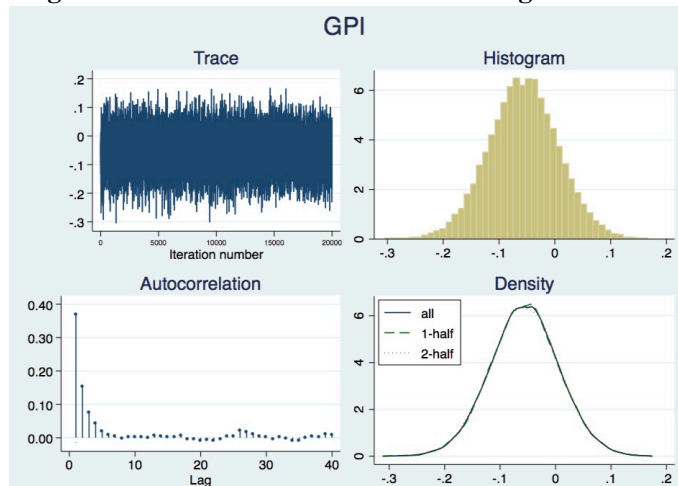 GPI
Trace
.2
.1
0
-.1
-.2
-.3
0 5000 10000 15000 20000
Iteration number
Histogram
6
4
2
0
-.3 -.2 -.1 0 .1 .2
Autocorrelation
0.40
0.30
0.20
0.10
0.00
0 10 20 30 40
Lag
Density
all
1-half
2-half
6
4
2
0
-.3 -.2 -.1 0 .1 .2